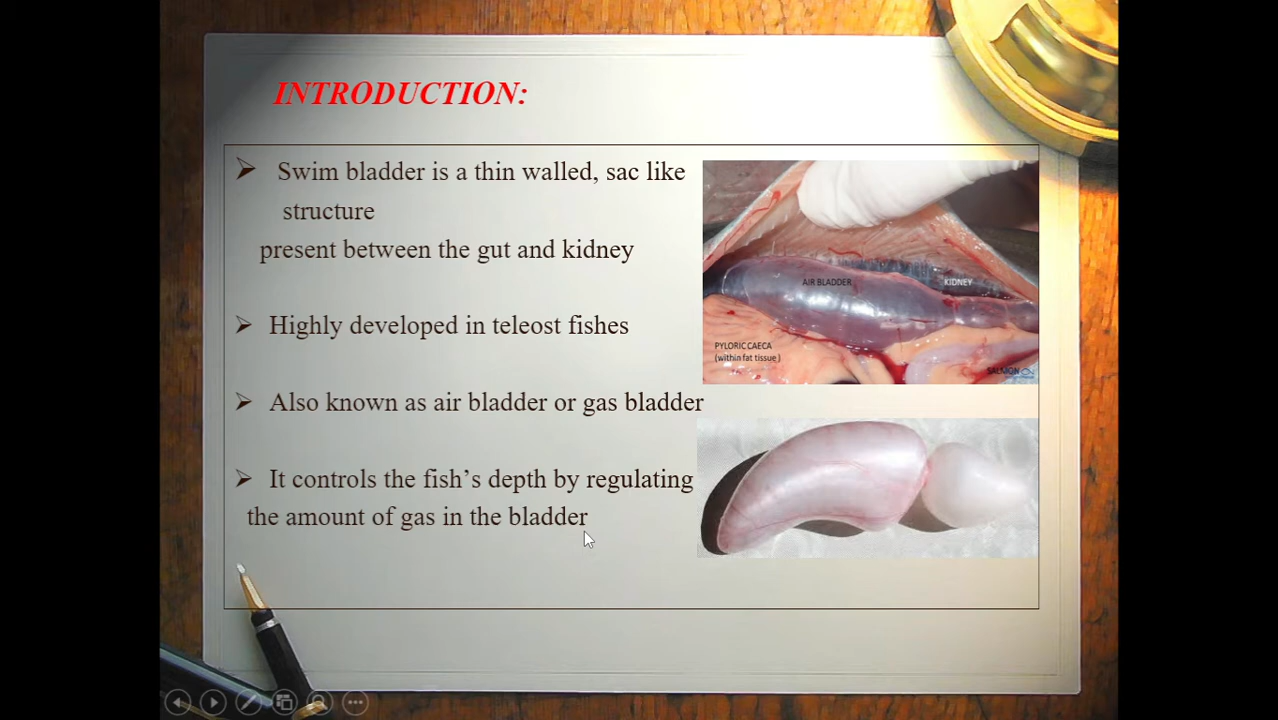 INTRODUCTION:
Swim bladder is a thin walled, sac like
structure
present between the gut and kidney
Highly developed in teleost fishes
Also known as air bladder or gas bladder
It controls the fish's depth by regulating
the amount of gas in the bladder
AIR BLADDER
KIDNEY
PYLORIC CAECA
(within fat tissue)
SALMON